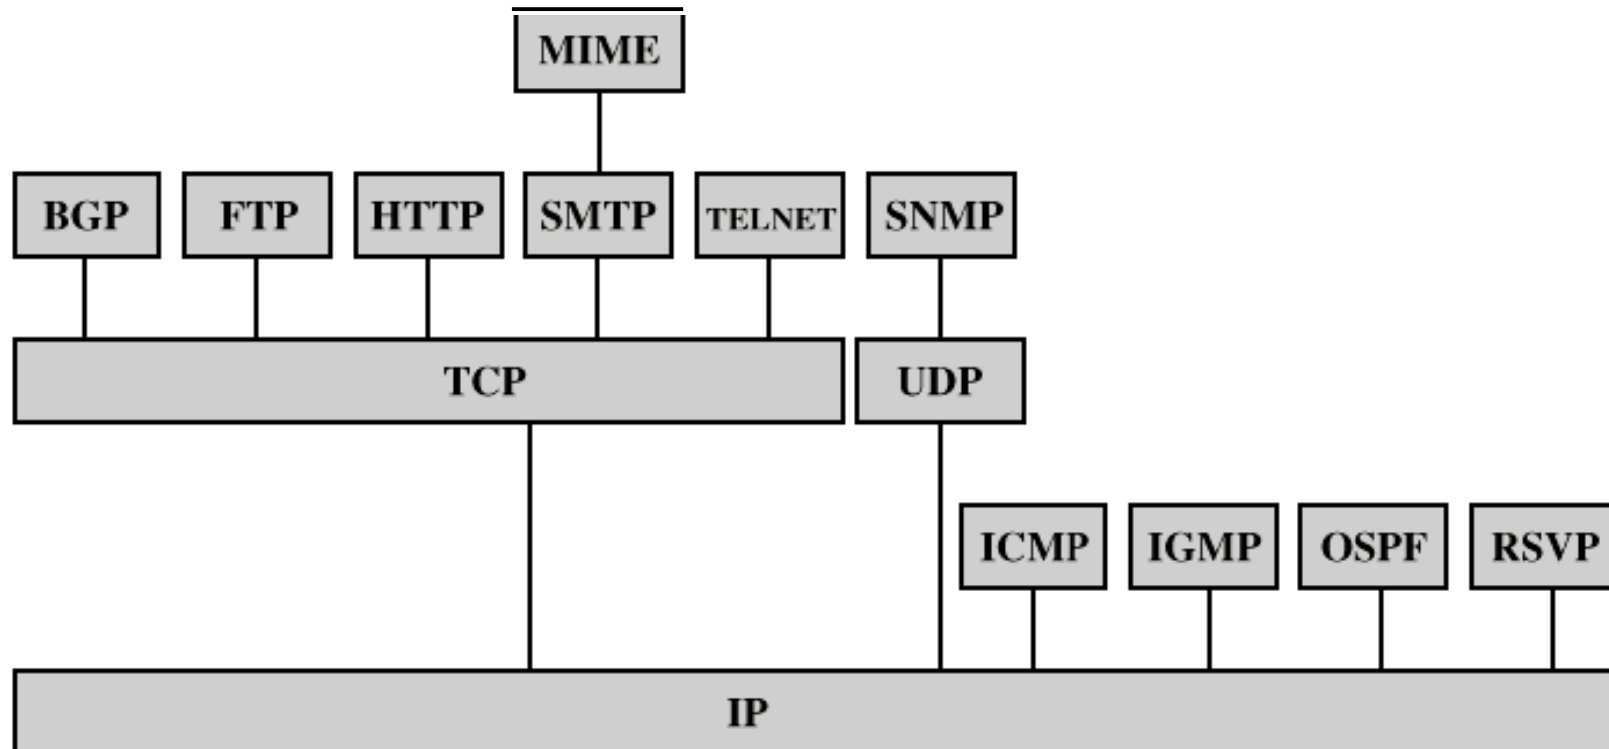 MIME
BGP FTP HTTP SMTP TELNET SNMP
TCP UDP
ICMP IGMP OSPF RSVP
IP